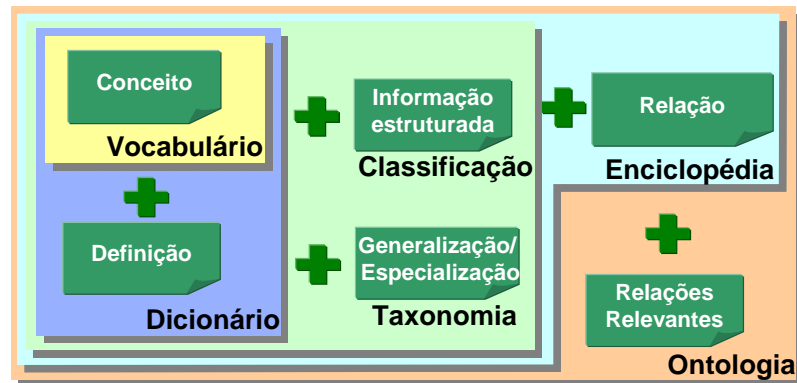 Conceito
Vocabulário
Informação
estruturada
Classificação
Relação
Enciclopédia
Definição
Dicionário
Generalização/
Especialização
Taxonomia
Relações
Relevantes
Ontologia